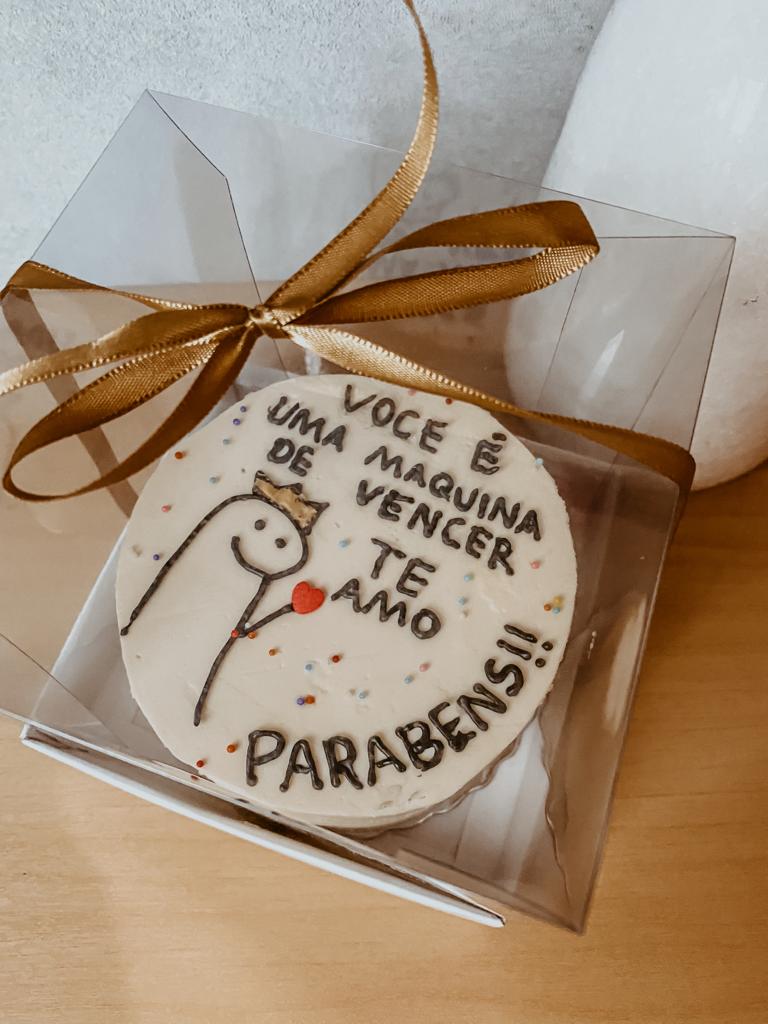 VOCE É
UMA MAQUINA
DE VENCER
TE
AMO
PARABENS!!